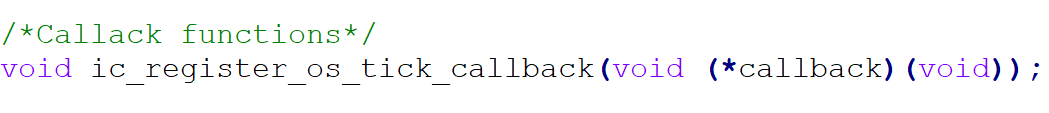 /*Callack functions*/
void ic_register_os_tick_callback(void (*callback)(void));